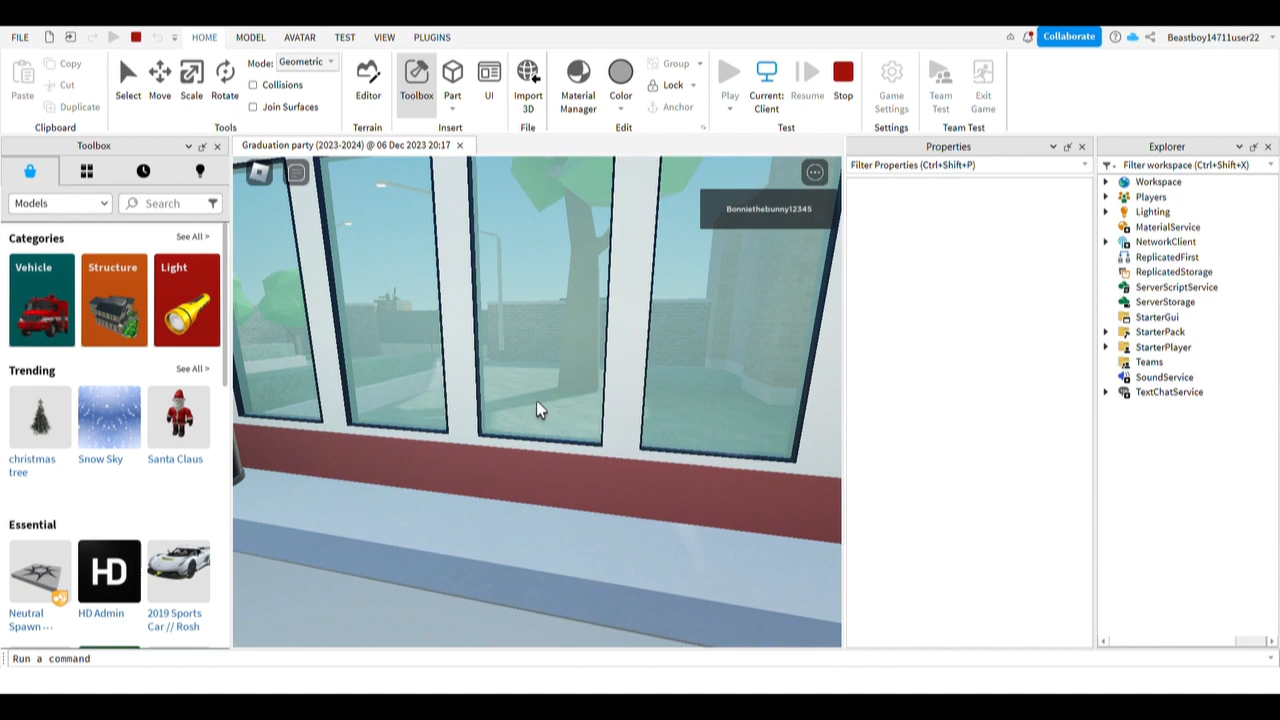 FILE HOME MODEL AVATAR TEST VIEW PLUGINS Collaborate Beastboy14711user22
Paste Copy Cut Duplicate
Clipboard
Select Move Scale Rotate Mode: Geometric Collisions Join Surfaces
Tools
Editor
Terrain
Toolbox Part UI
Insert
Import 3D
File
Material Manager Color Group Lock Anchor
Edit
Play Current: Client Resume Stop
Test
Game Settings
Settings
Team Test Exit Game
Team Test
Toolbox
Models Search
Categories See All >
Vehicle Structure Light
Trending See All >
christmas tree Snow Sky Santa Claus
Essential
HD
Neutral Spawn ... HD Admin 2019 Sports Car // Rosh
Graduation party (2023-2024) @ 06 Dec 2023 20:17
Bonniethebunny12345
Properties
Filter Properties (Ctrl+Shift+P)
Explorer
Filter workspace (Ctrl+Shift+X)
Workspace
Players
Lighting
MaterialService
NetworkClient
ReplicatedFirst
ReplicatedStorage
ServerScriptService
ServerStorage
StarterGui
StarterPack
StarterPlayer
Teams
SoundService
TextChatService
Run a command